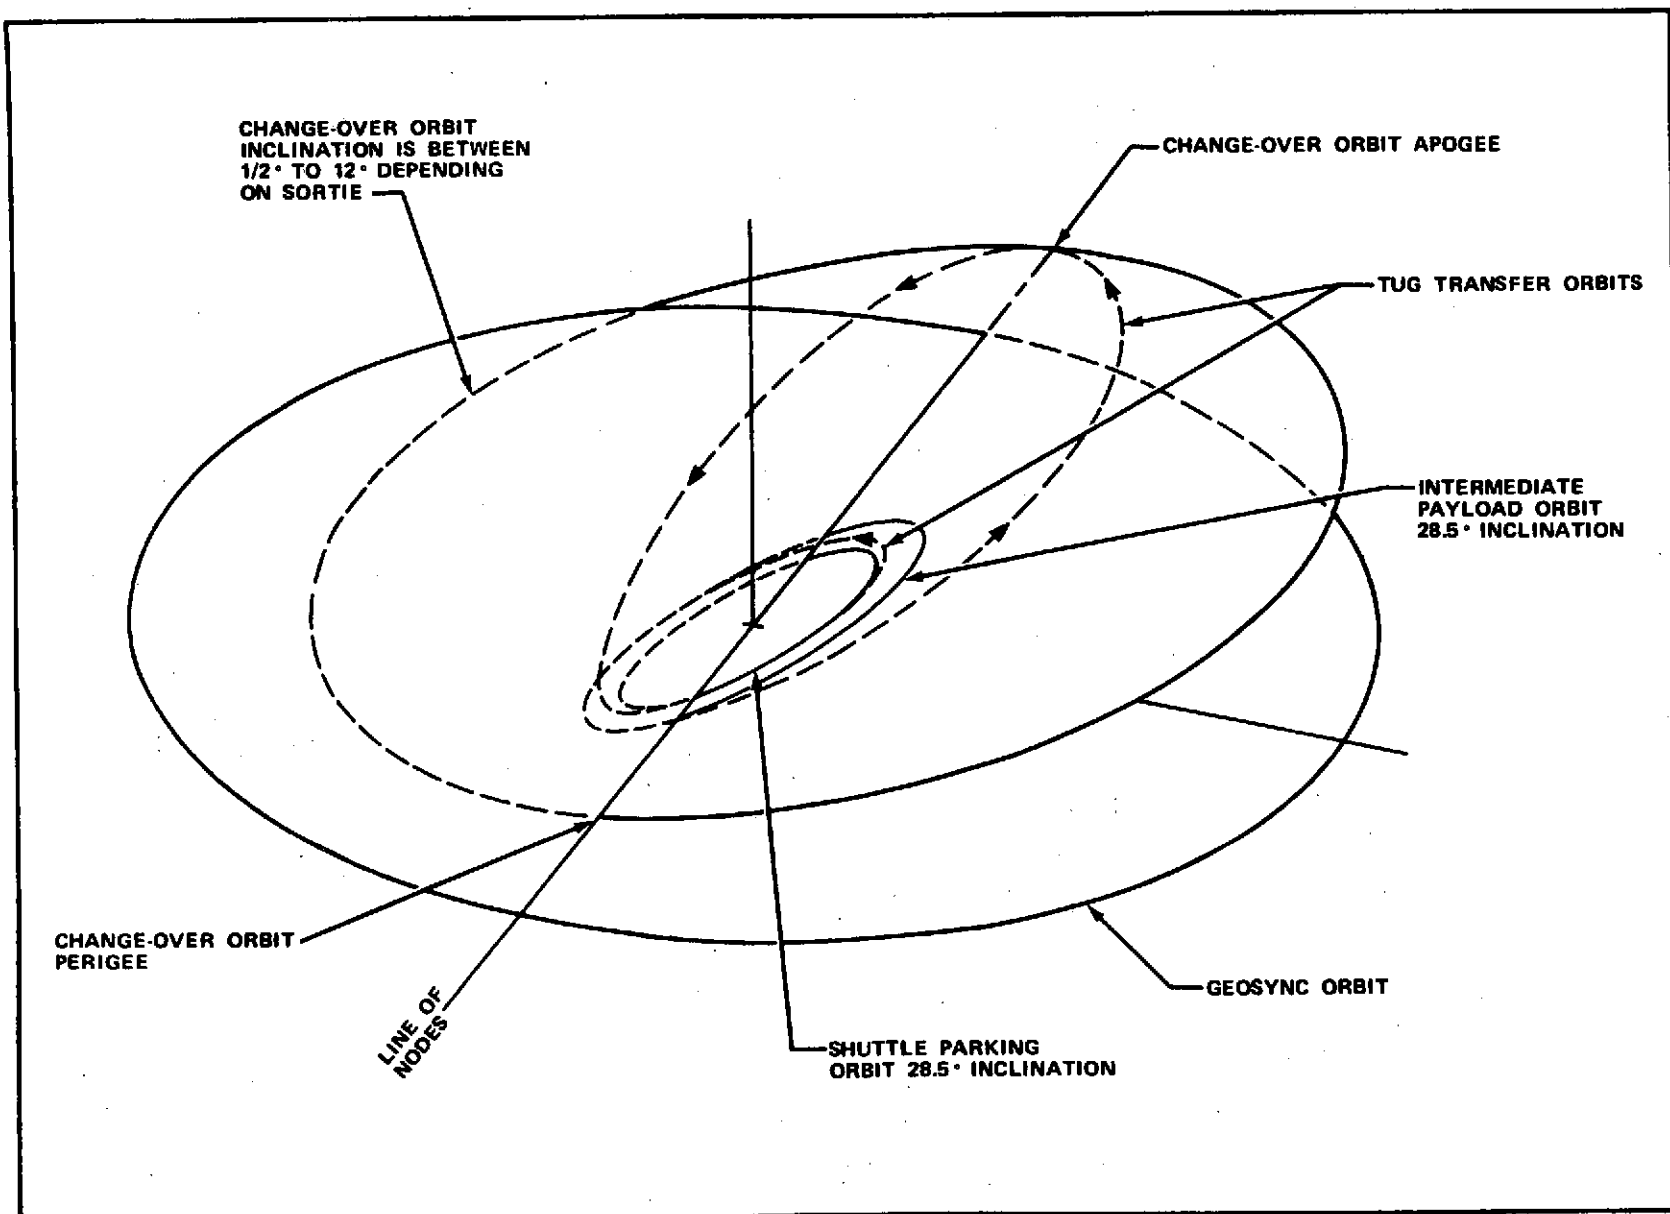 CHANGE-OVER ORBIT
INCLINATION IS BETWEEN
1/2° TO 12° DEPENDING
ON SORTIE
CHANGE-OVER ORBIT APOGEE
TUG TRANSFER ORBITS
INTERMEDIATE
PAYLOAD ORBIT
28.5° INCLINATION
CHANGE-OVER ORBIT
PERIGEE
LINE OF
NODES
GEOSYNC ORBIT
SHUTTLE PARKING
ORBIT 28.5° INCLINATION